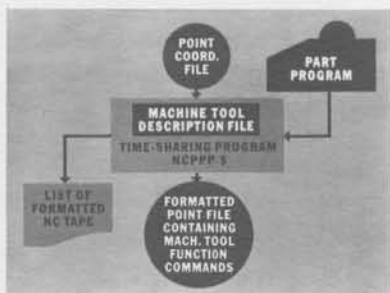 POINT
COORD.
FILE
PART
PROGRAM
MACHINE TOOL
DESCRIPTION FILE
TIME-SHARING PROGRAM
NCPPP-S
LIST OF
FORMATTED
NC TAPE
FORMATTED
POINT FILE
CONTAINING
MACH. TOOL
FUNCTION
COMMANDS